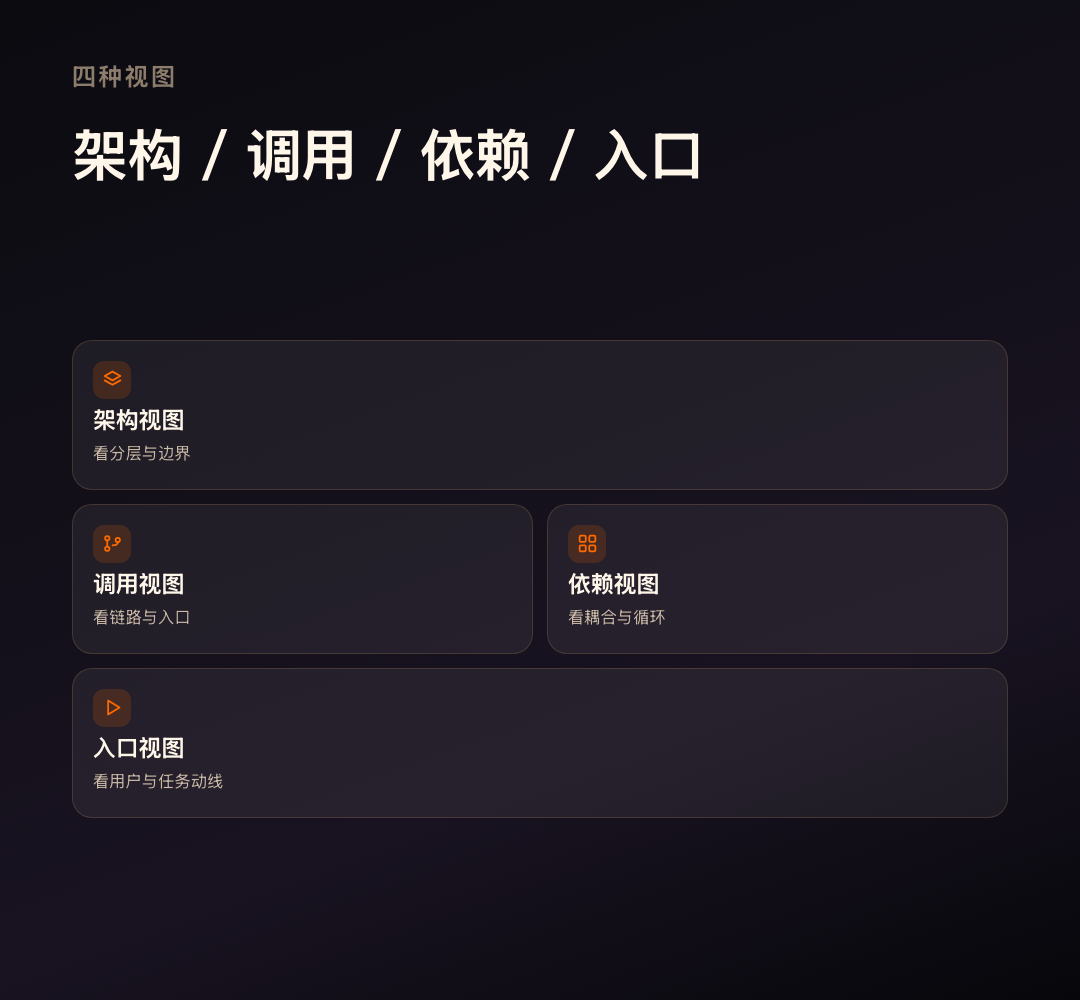 四种视图
架构 / 调用 / 依赖 / 入口
架构视图
看分层与边界
调用视图
看链路与入口
依赖视图
看耦合与循环
入口视图
看用户与任务动线